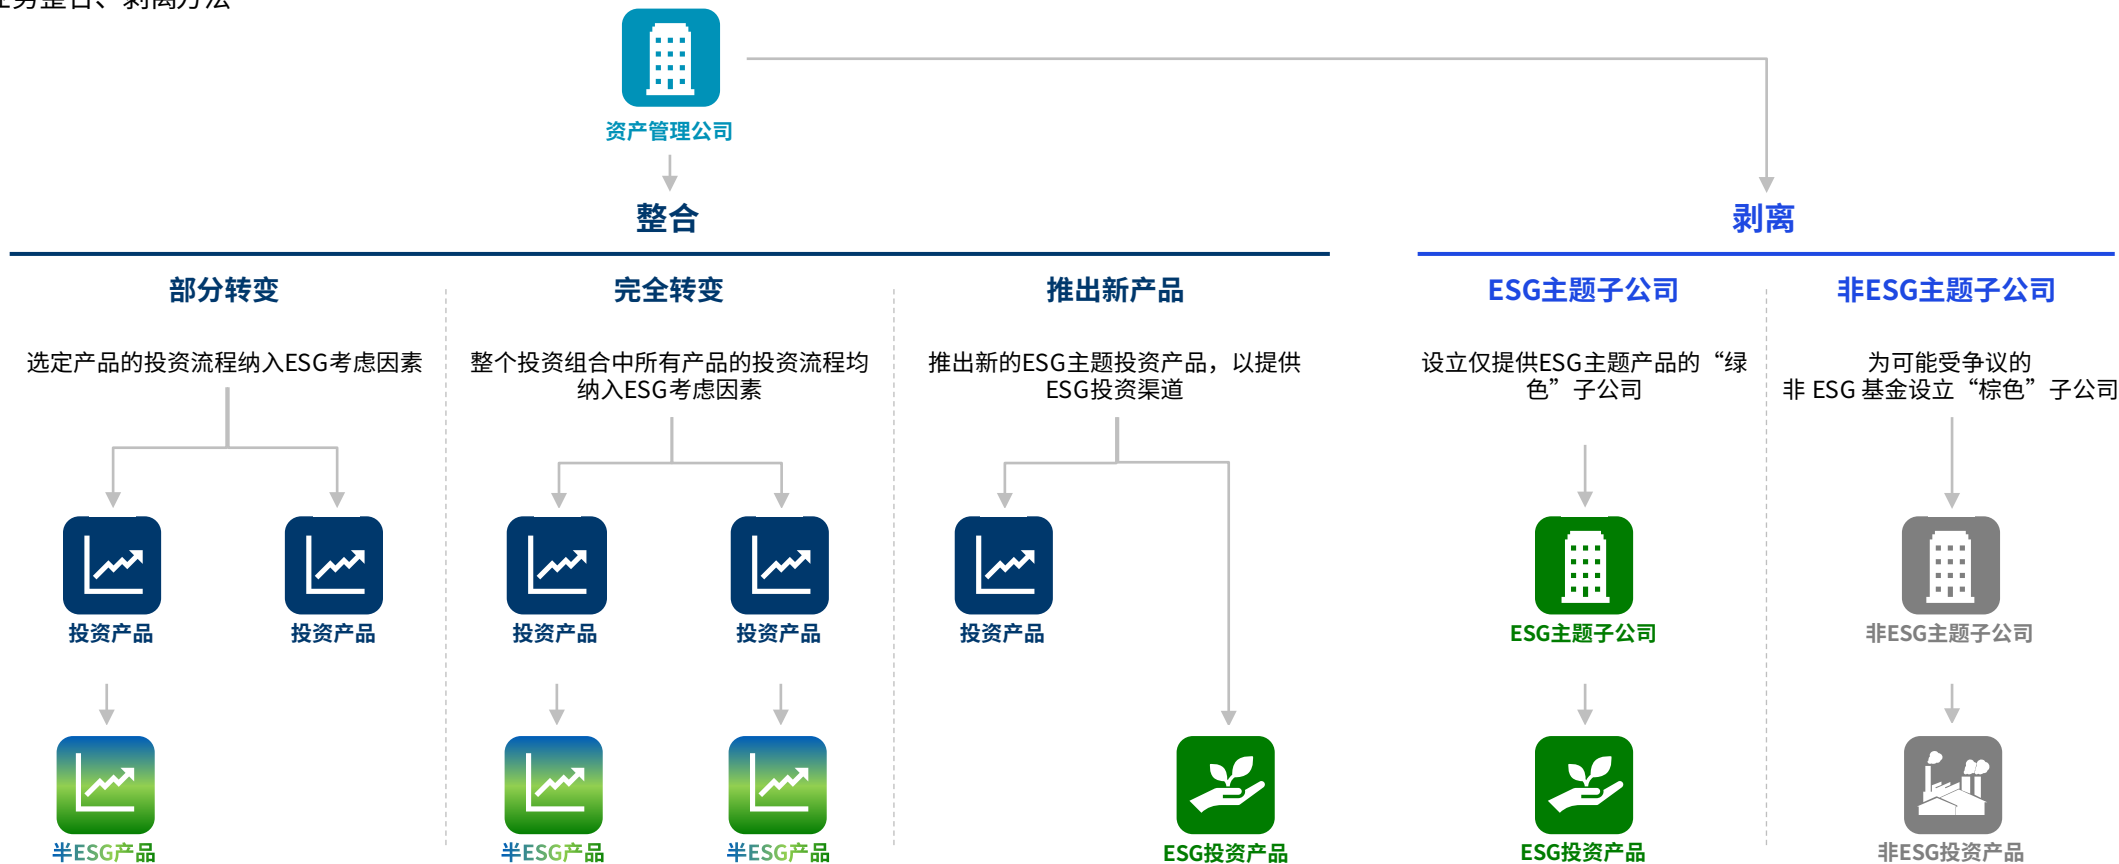 整合、剥离方法
资产管理公司
整合
剥离
部分转变
完全转变
推出新产品
ESG主题子公司
非ESG主题子公司
选定产品的投资流程纳入ESG考虑因素
整个投资组合中所有产品的投资流程均
纳入ESG考虑因素
推出新的ESG主题投资产品，以提供
ESG投资渠道
设立仅提供ESG主题产品的“绿
色”子公司
为可能受争议的
非 ESG 基金设立“棕色”子公司
投资产品
投资产品
投资产品
投资产品
投资产品
ESG主题子公司
非ESG主题子公司
半ESG产品
半ESG产品
半ESG产品
ESG投资产品
ESG投资产品
非ESG投资产品